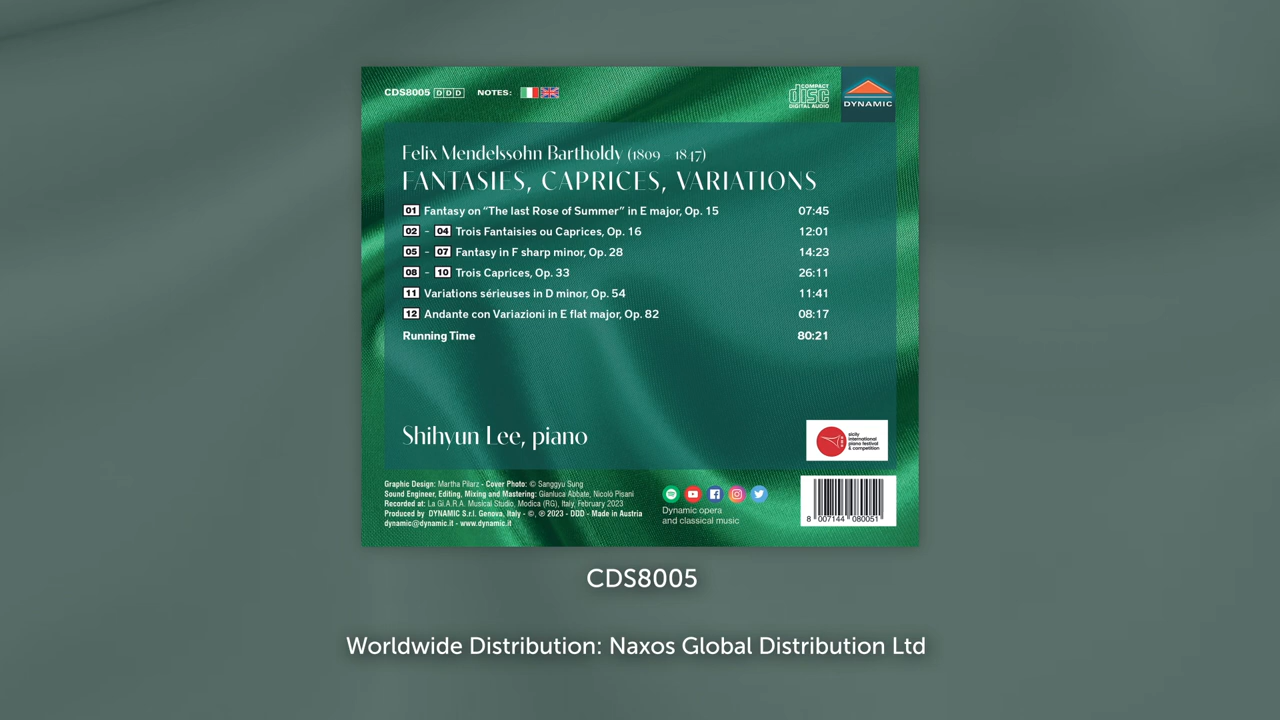 CDS8005 DDD NOTES:
COMPACT
disc
DIGITAL AUDIO
DYNAMIC
Felix Mendelssohn Bartholdy (1809 - 1847)
FANTASIES, CAPRICES, VARIATIONS
01 Fantasy on “The last Rose of Summer” in E major, Op. 15 07:45
02 - 04 Trois Fantaisies ou Caprices, Op. 16 12:01
05 - 07 Fantasy in F sharp minor, Op. 28 14:23
08 - 10 Trois Caprices, Op. 33 26:11
11 Variations sérieuses in D minor, Op. 54 11:41
12 Andante con Variazioni in E flat major, Op. 82 08:17
Running Time 80:21
Shihyun Lee, piano
sicily
international
piano festival
& competition
Graphic Design: Martha Pilarz - Cover Photo: © Sanggyu Sung
Sound Engineer, Editing, Mixing and Mastering: Gianluca Abbate, Nicolò Pisani
Recorded at: La Gi.A.R.A. Musical Studio, Modica (RG), Italy, February 2023
Produced by DYNAMIC S.r.l. Genova, Italy - ©, ℗ 2023 - DDD - Made in Austria
dynamic@dynamic.it - www.dynamic.it
Dynamic opera
and classical music
8 007144 080051
CDS8005
Worldwide Distribution: Naxos Global Distribution Ltd